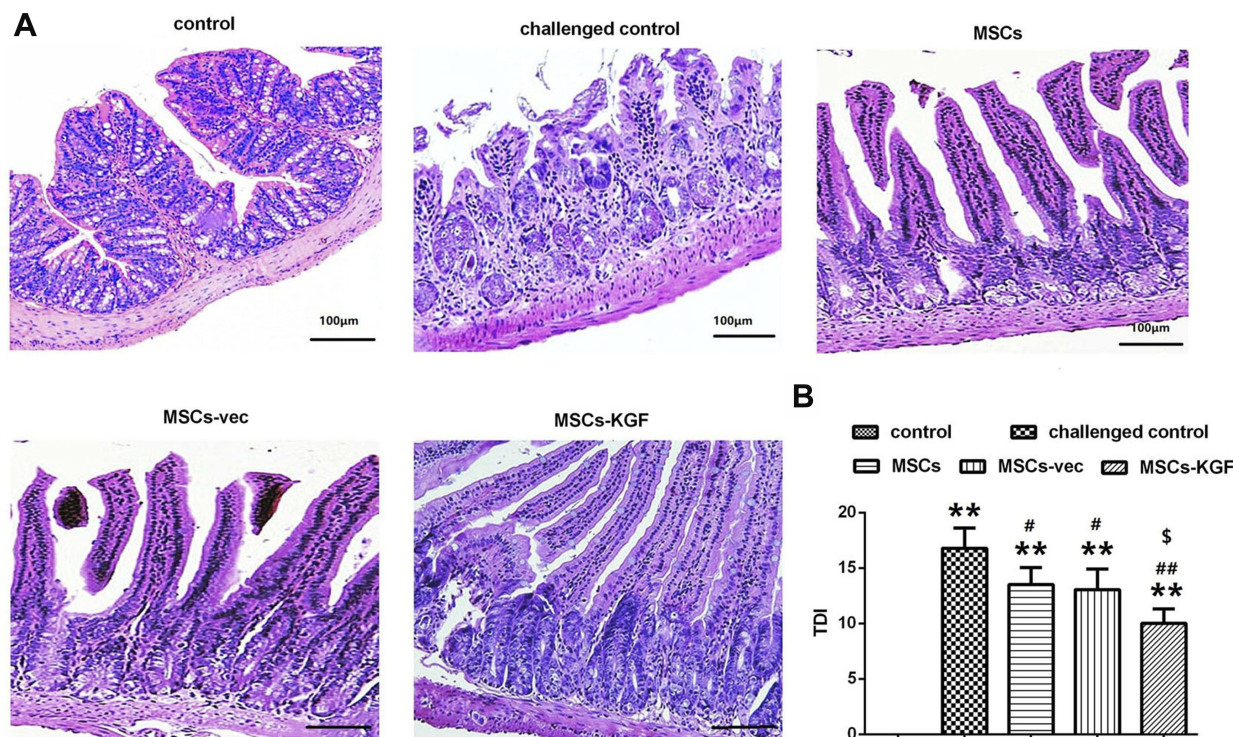 A
control
challenged control
MSCs
100μm
100μm
100μm
MSCs-vec
MSCs-KGF
B
control
challenged control
MSCs
MSCs-vec
MSCs-KGF
TDI
20
15
10
5
0
**
#
**
#
**
$
##
**